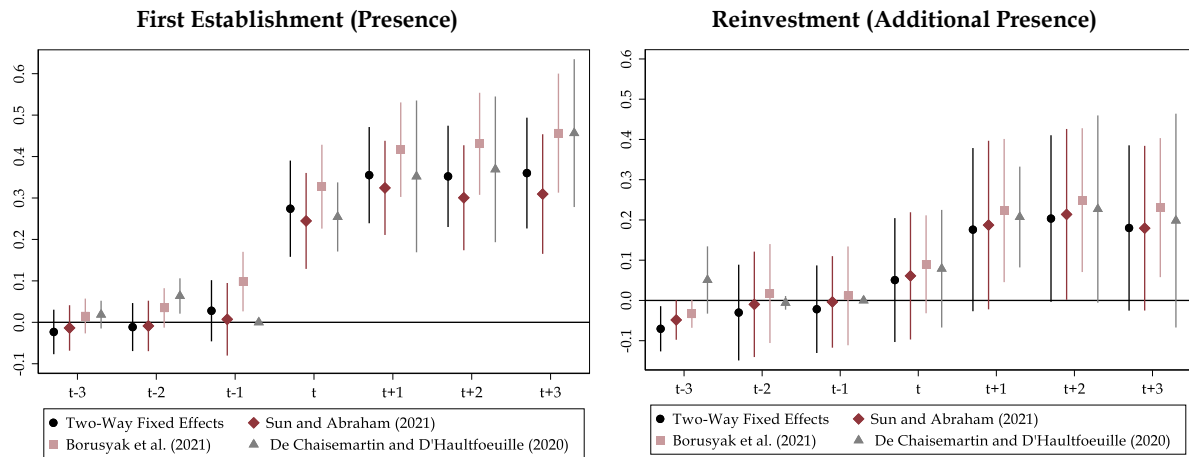 First Establishment (Presence)
0.6
0.5
0.4
0.3
0.2
0.1
0.0
-0.1
t-3 t-2 t-1 t t+1 t+2 t+3
Two-Way Fixed Effects Sun and Abraham (2021)
Borusyak et al. (2021) De Chaisemartin and D'Haultfoeuille (2020)
Reinvestment (Additional Presence)
0.6
0.5
0.4
0.3
0.2
0.1
0.0
-0.1
t-3 t-2 t-1 t t+1 t+2 t+3
Two-Way Fixed Effects Sun and Abraham (2021)
Borusyak et al. (2021) De Chaisemartin and D'Haultfoeuille (2020)